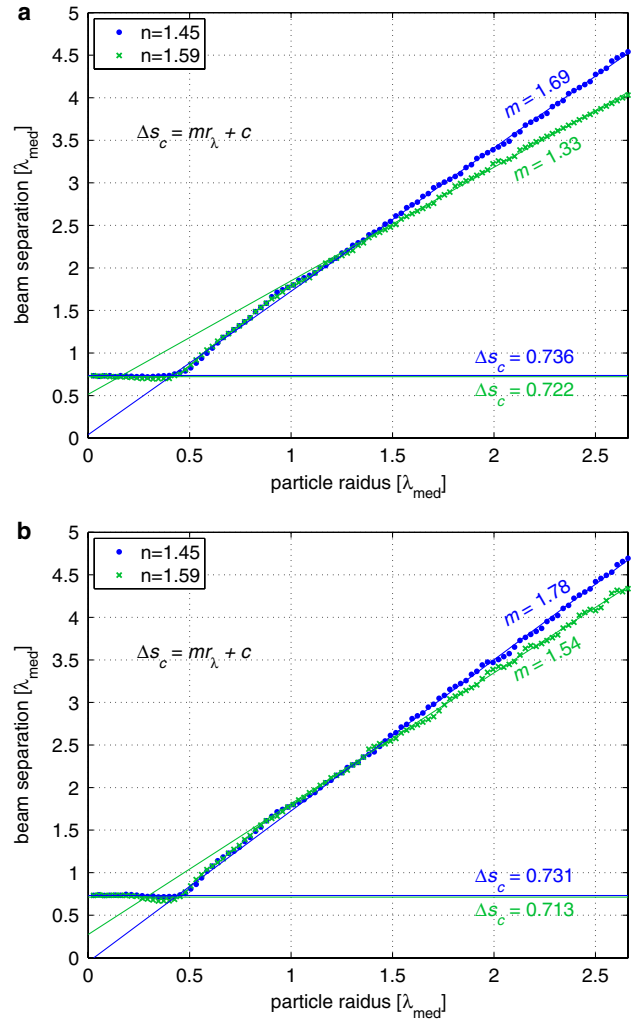 a
n=1.45
n=1.59
Δs_c = mr_λ + c
m = 1.69
m = 1.33
Δs_c = 0.736
Δs_c = 0.722
beam separation [λ_med]
5
4.5
4
3.5
3
2.5
2
1.5
1
0.5
0
0 0.5 1 1.5 2 2.5
particle raidus [λ_med]
b
n=1.45
n=1.59
Δs_c = mr_λ + c
m = 1.78
m = 1.54
Δs_c = 0.731
Δs_c = 0.713
beam separation [λ_med]
5
4.5
4
3.5
3
2.5
2
1.5
1
0.5
0
0 0.5 1 1.5 2 2.5
particle raidus [λ_med]